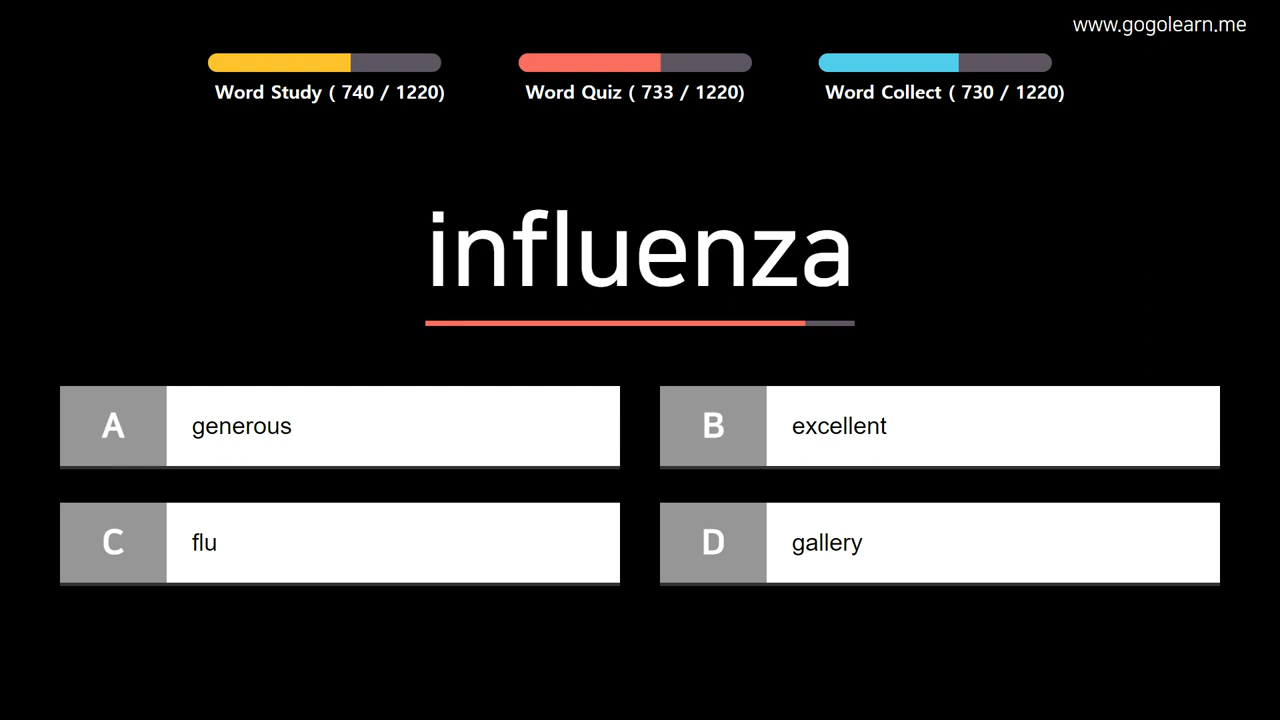 www.gogolearn.me
Word Study ( 740 / 1220)
Word Quiz ( 733 / 1220)
Word Collect ( 730 / 1220)
influenza
A generous
B excellent
C flu
D gallery